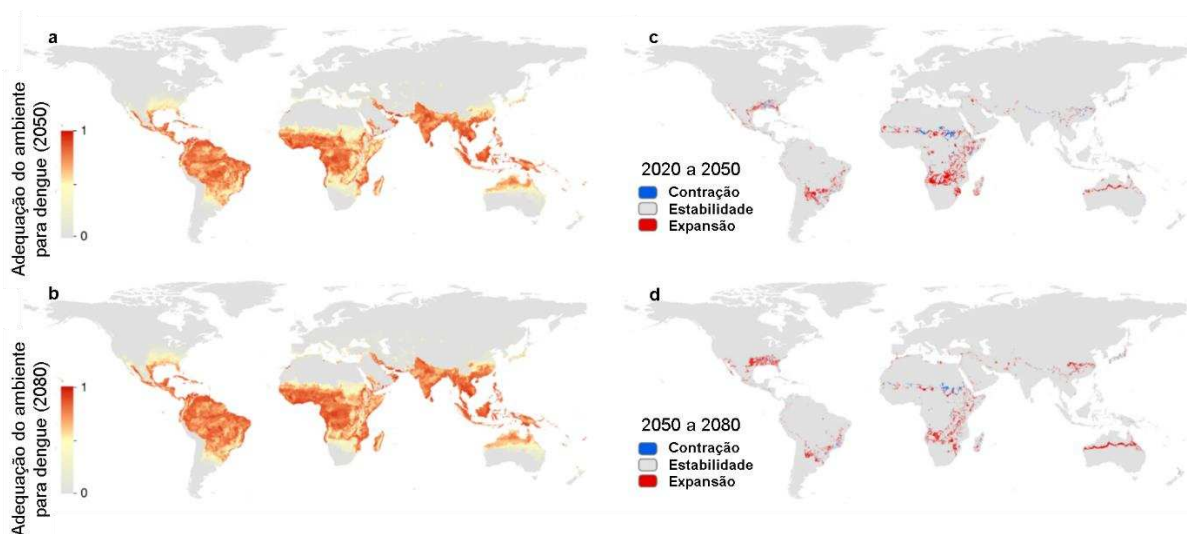 a
Adequação do ambiente
para dengue (2050)
1
0
c
2020 a 2050
Contração
Estabilidade
Expansão
b
Adequação do ambiente
para dengue (2080)
1
0
d
2050 a 2080
Contração
Estabilidade
Expansão